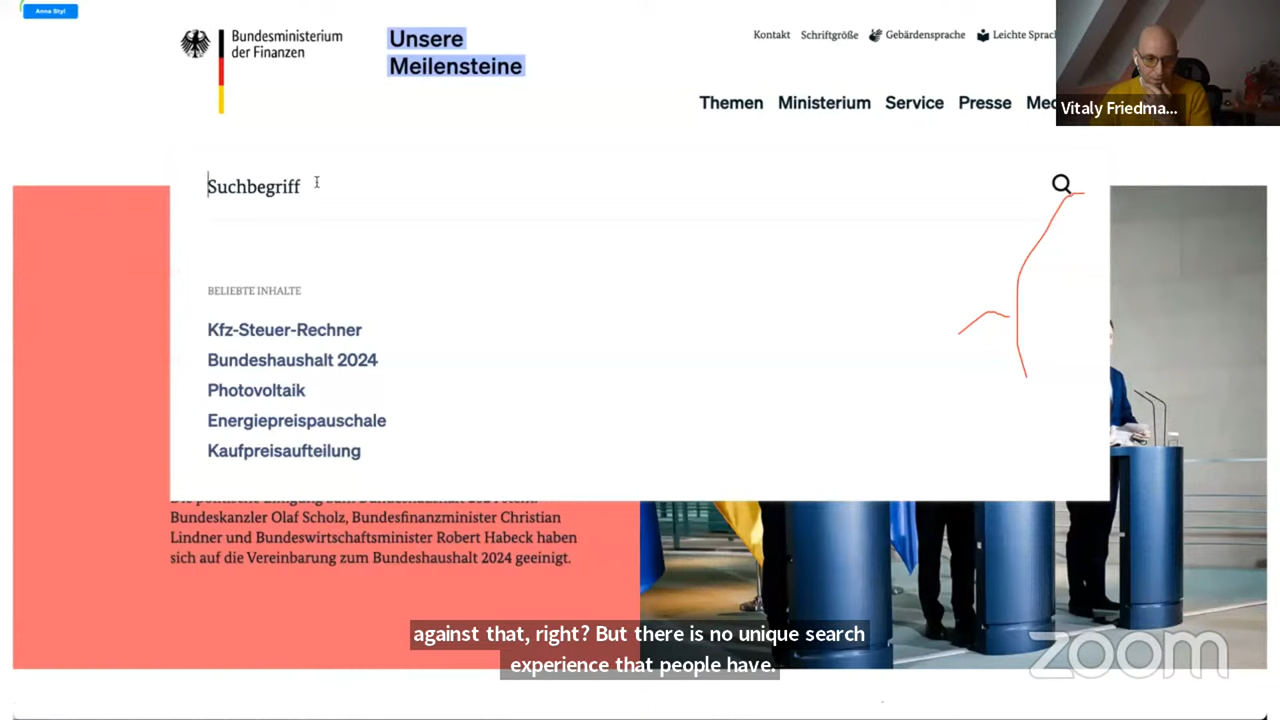 Anna Styl
Bundesministerium
der Finanzen
Unsere
Meilensteine
Kontakt Schriftgröße Gebärdensprache Leichte Sprach
Themen Ministerium Service Presse Med
Vitaly Friedma...
Suchbegriff
BELIEBTE INHALTE
Kfz-Steuer-Rechner
Bundeshaushalt 2024
Photovoltaik
Energiepreispauschale
Kaufpreisaufteilung
Bundeskanzler Olaf Scholz, Bundesfinanzminister Christian
Lindner und Bundeswirtschaftsminister Robert Habeck haben
sich auf die Vereinbarung zum Bundeshaushalt 2024 geeinigt.
against that, right? But there is no unique search
experience that people have.
zoom